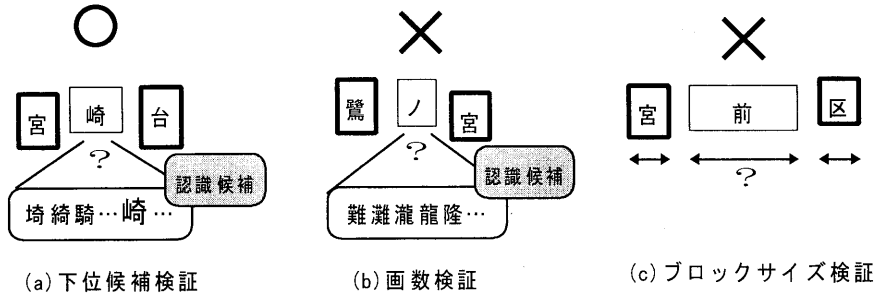 宮 崎 台
?
認識候補
埼綺騎…崎…
(a)下位候補検証
鷺 ノ 宮
?
認識候補
難灘瀧龍隆…
(b)画数検証
宮 前 区
?
(c)ブロックサイズ検証